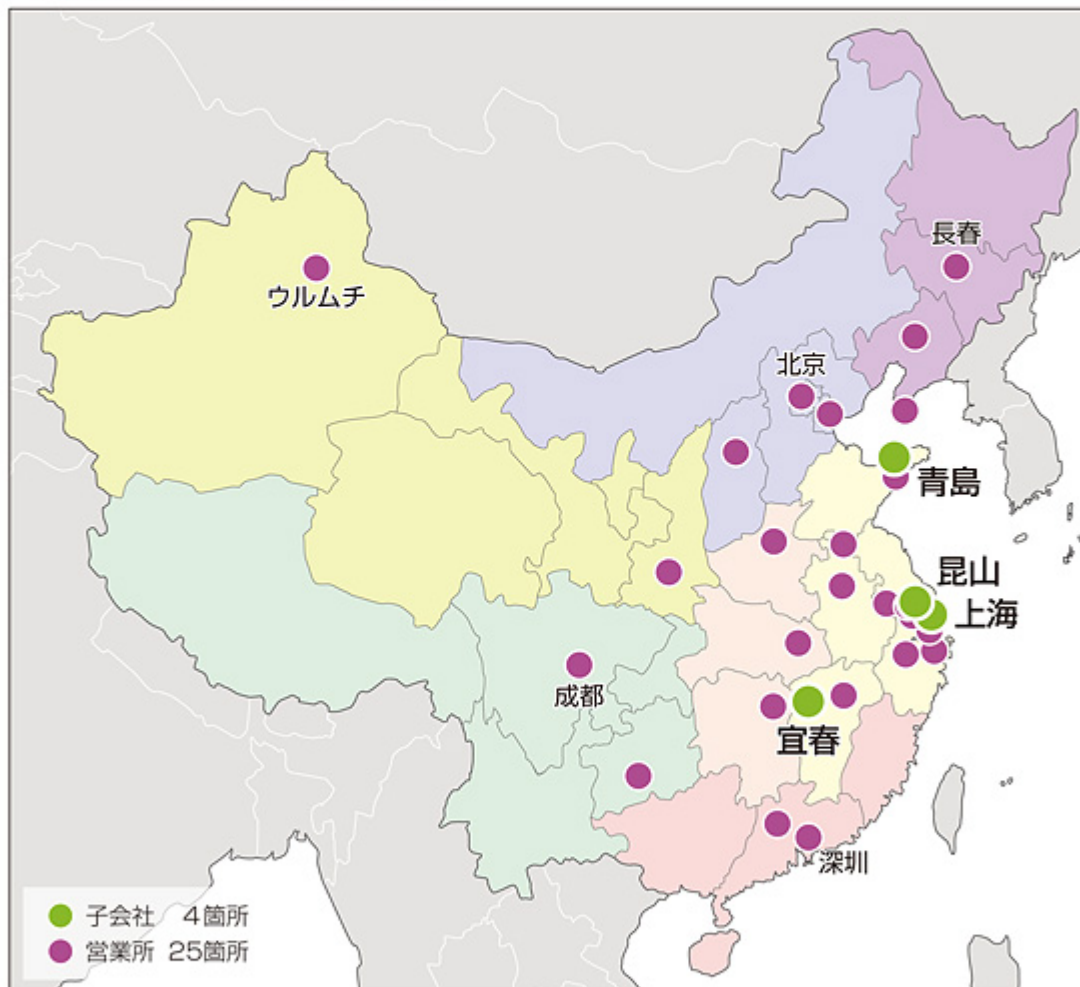 長春
ウルムチ
北京
青島
昆山
上海
成都
宜春
深圳
子会社 4箇所
営業所 25箇所